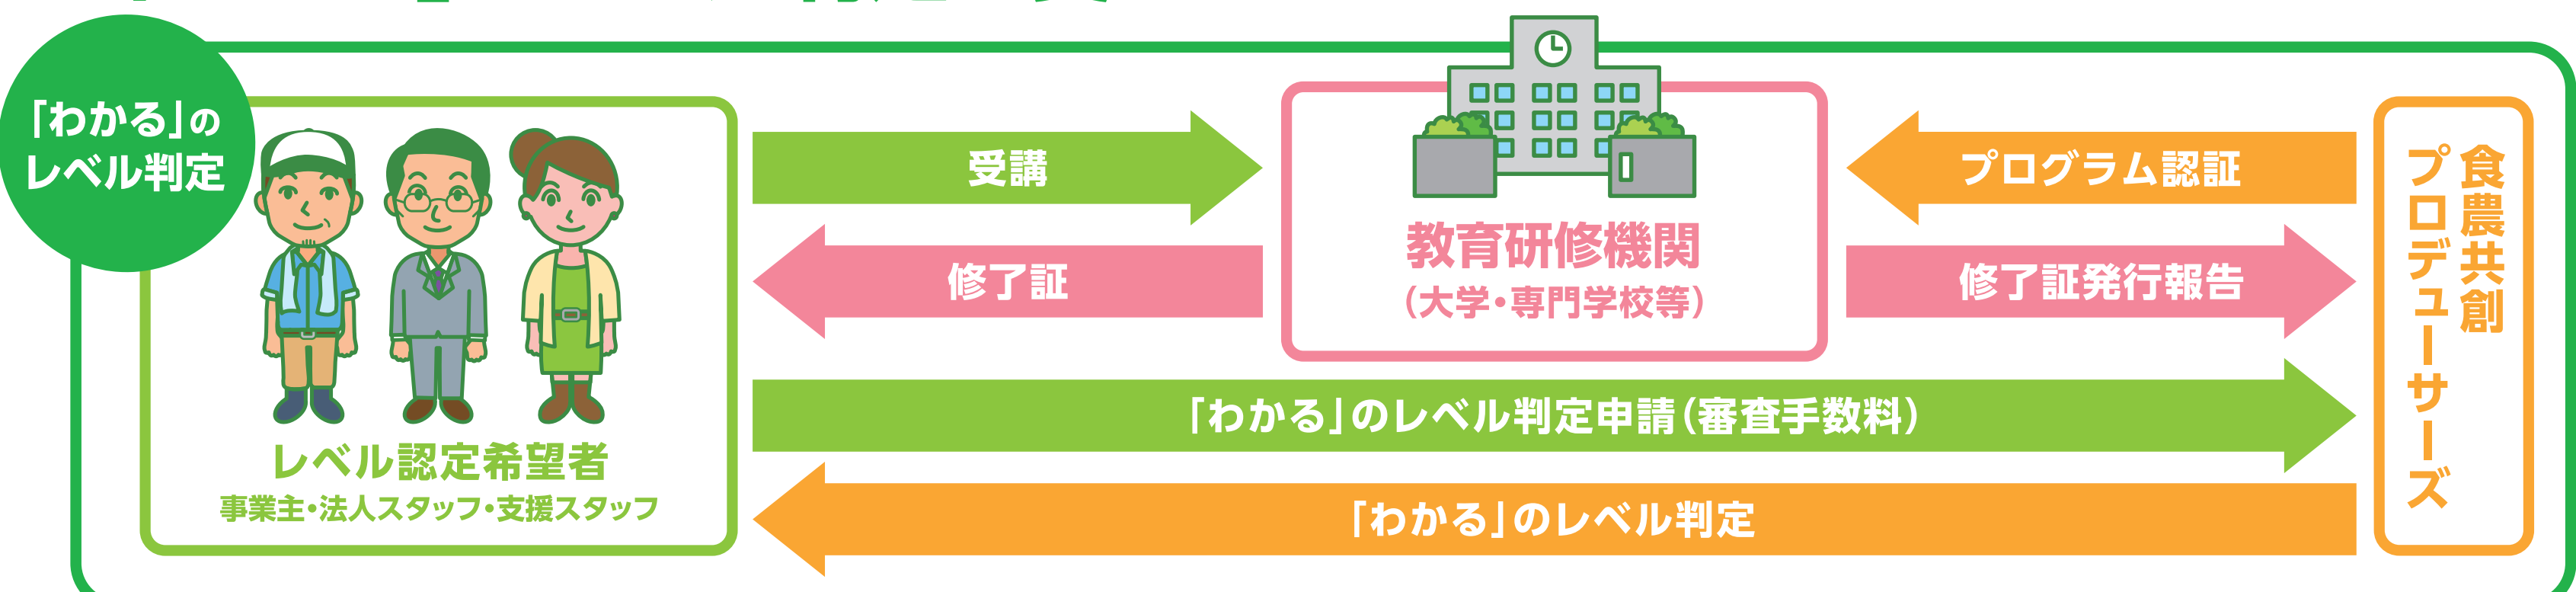 「わかる」の
レベル判定
レベル認定希望者
事業主・法人スタッフ・支援スタッフ
受講
修了証
教育研修機関
（大学・専門学校等）
プログラム認証
修了証発行報告
「わかる」のレベル判定申請（審査手数料）
「わかる」のレベル判定
食農共創
プロデューサーズ